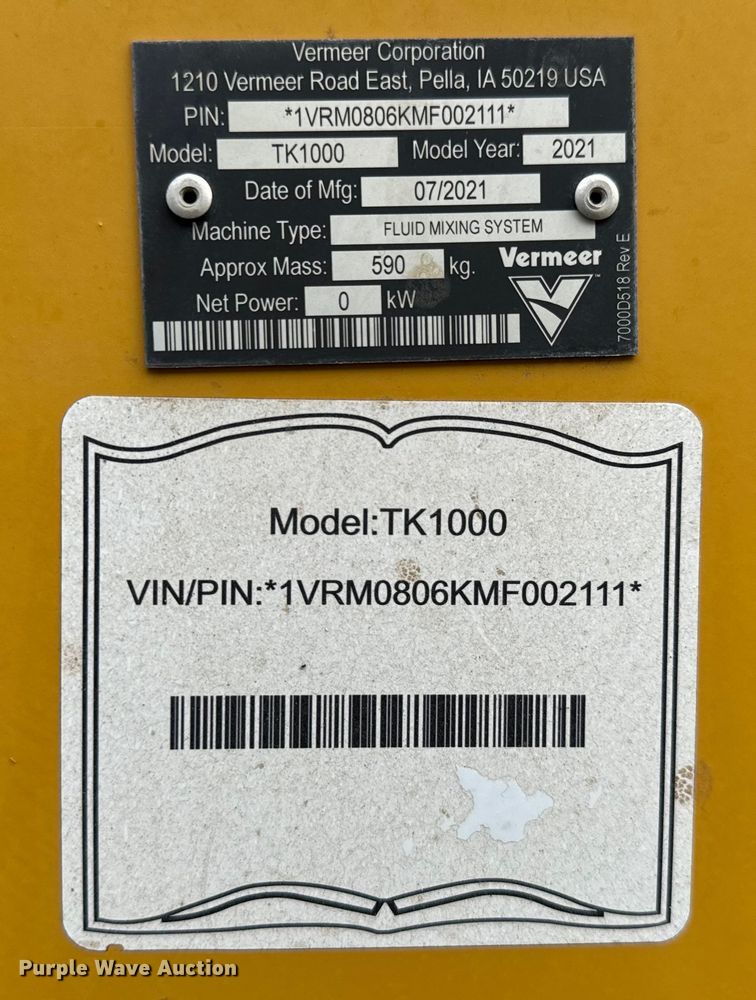 Vermeer Corporation
1210 Vermeer Road East, Pella, IA 50219 USA
PIN: *1VRM0806KMF002111*
Model: TK1000 Model Year: 2021
Date of Mfg: 07/2021
Machine Type: FLUID MIXING SYSTEM
Approx Mass: 590 kg.
Net Power: 0 kW
Vermeer
TM
7000D518 Rev E
Model:TK1000
VIN/PIN:*1VRM0806KMF002111*
Purple Wave Auction